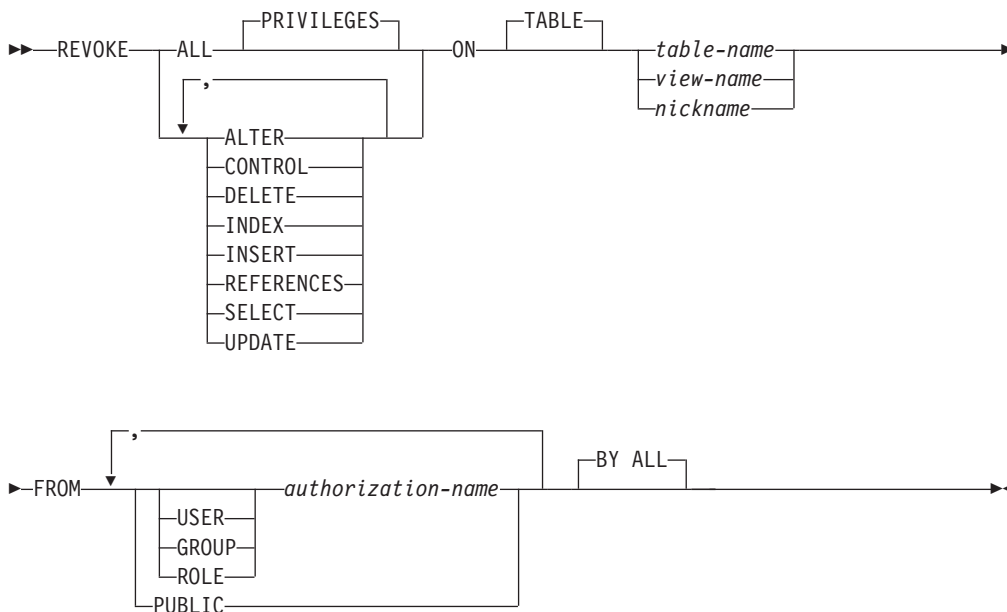 PRIVILEGES
TABLE
REVOKE ALL ON table-name
view-name
,
nickname
ALTER
CONTROL
DELETE
INDEX
INSERT
REFERENCES
SELECT
UPDATE
,
BY ALL
FROM authorization-name
USER
GROUP
ROLE
PUBLIC